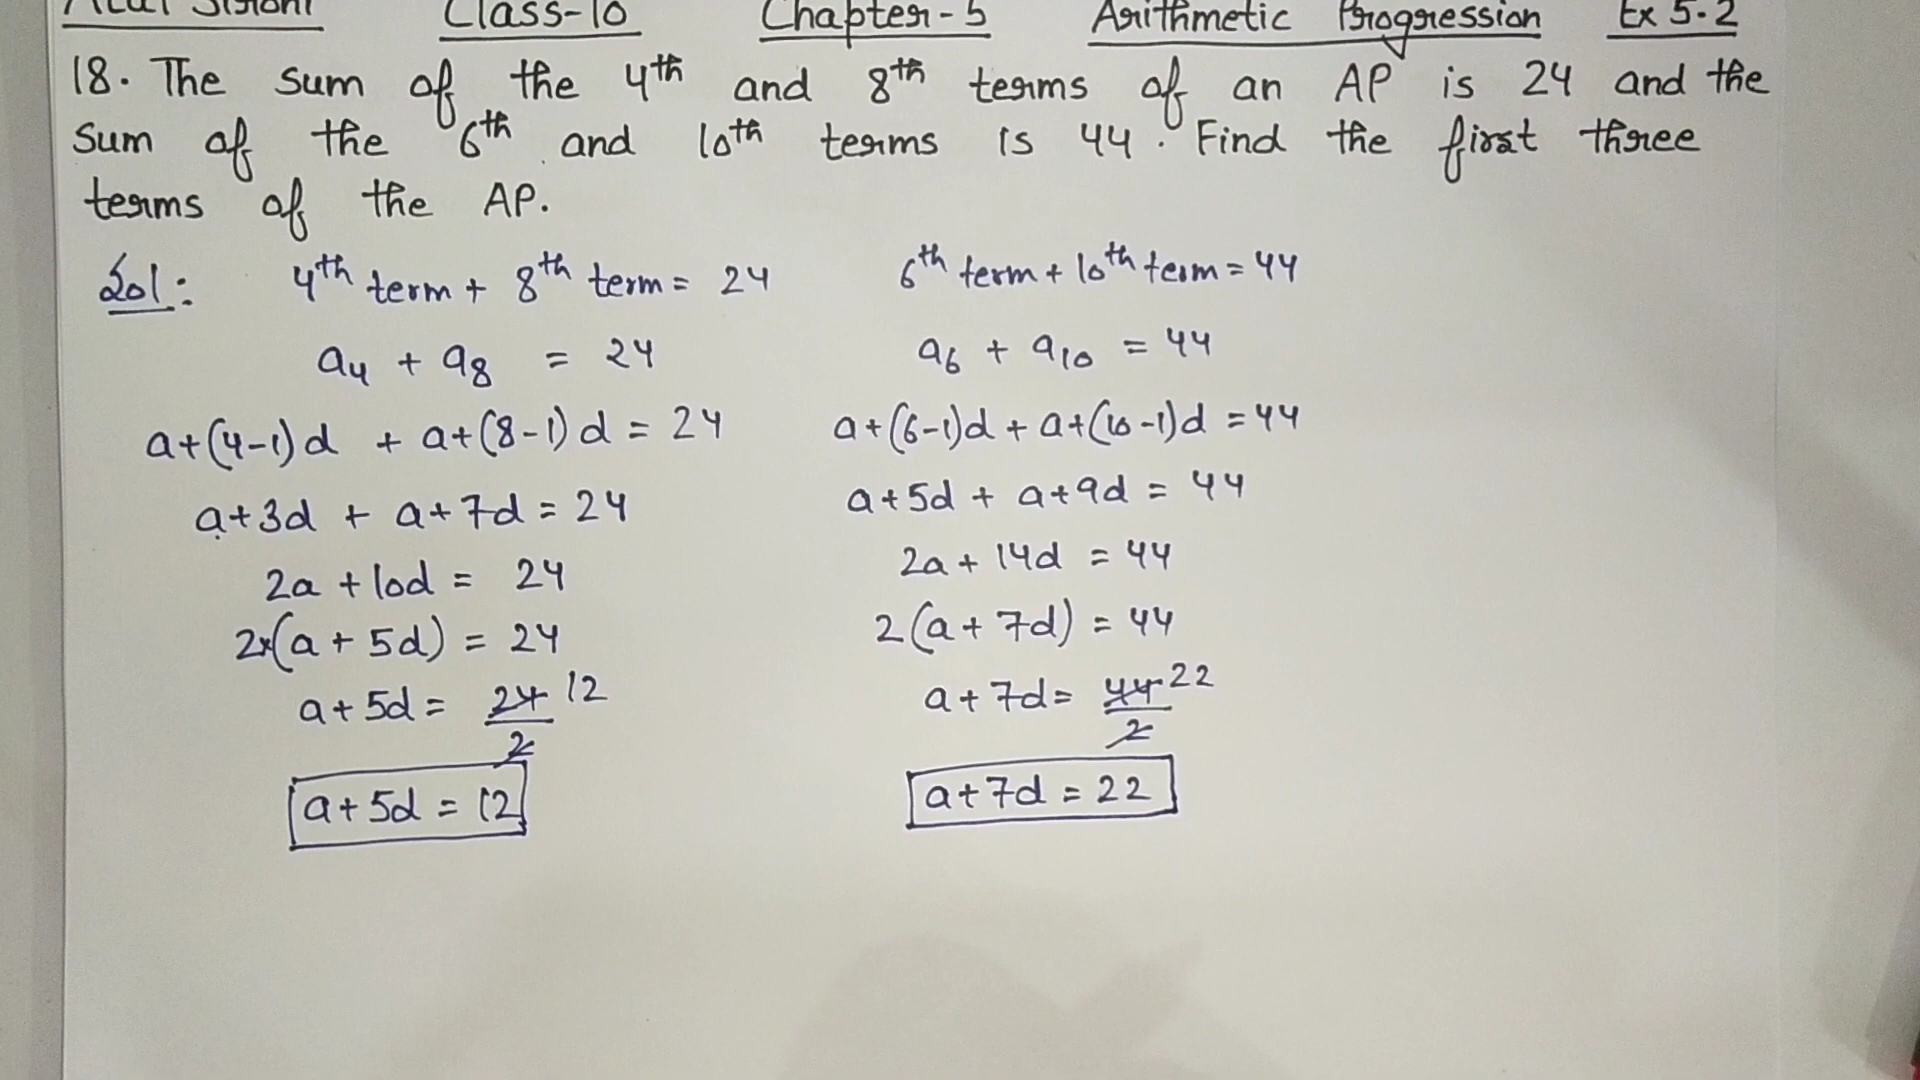 Class-10 Chapter-5 Arithmetic Progression Ex 5.2
18. The sum of the 4th and 8th terms of an AP is 24 and the
sum of the 6th and 10th terms is 44. Find the first three
terms of the AP.
Sol:
4th term + 8th term = 24
a4 + a8 = 24
a+(4-1)d + a+(8-1)d = 24
a+3d + a+7d = 24
2a + 10d = 24
2×(a + 5d) = 24
a + 5d = 24/2 12
a + 5d = 12
6th term + 10th term = 44
a6 + a10 = 44
a+(6-1)d + a+(10-1)d = 44
a+5d + a+9d = 44
2a + 14d = 44
2(a + 7d) = 44
a + 7d = 44/2 22
a + 7d = 22